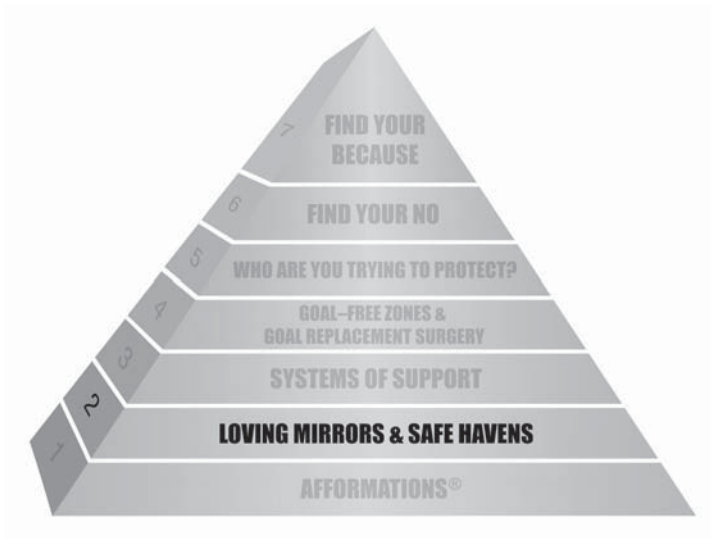 7
FIND YOUR
BECAUSE
6
FIND YOUR NO
5
WHO ARE YOU TRYING TO PROTECT?
4
GOAL–FREE ZONES &
GOAL REPLACEMENT SURGERY
3
SYSTEMS OF SUPPORT
2
LOVING MIRRORS & SAFE HAVENS
1
AFFORMATIONS®